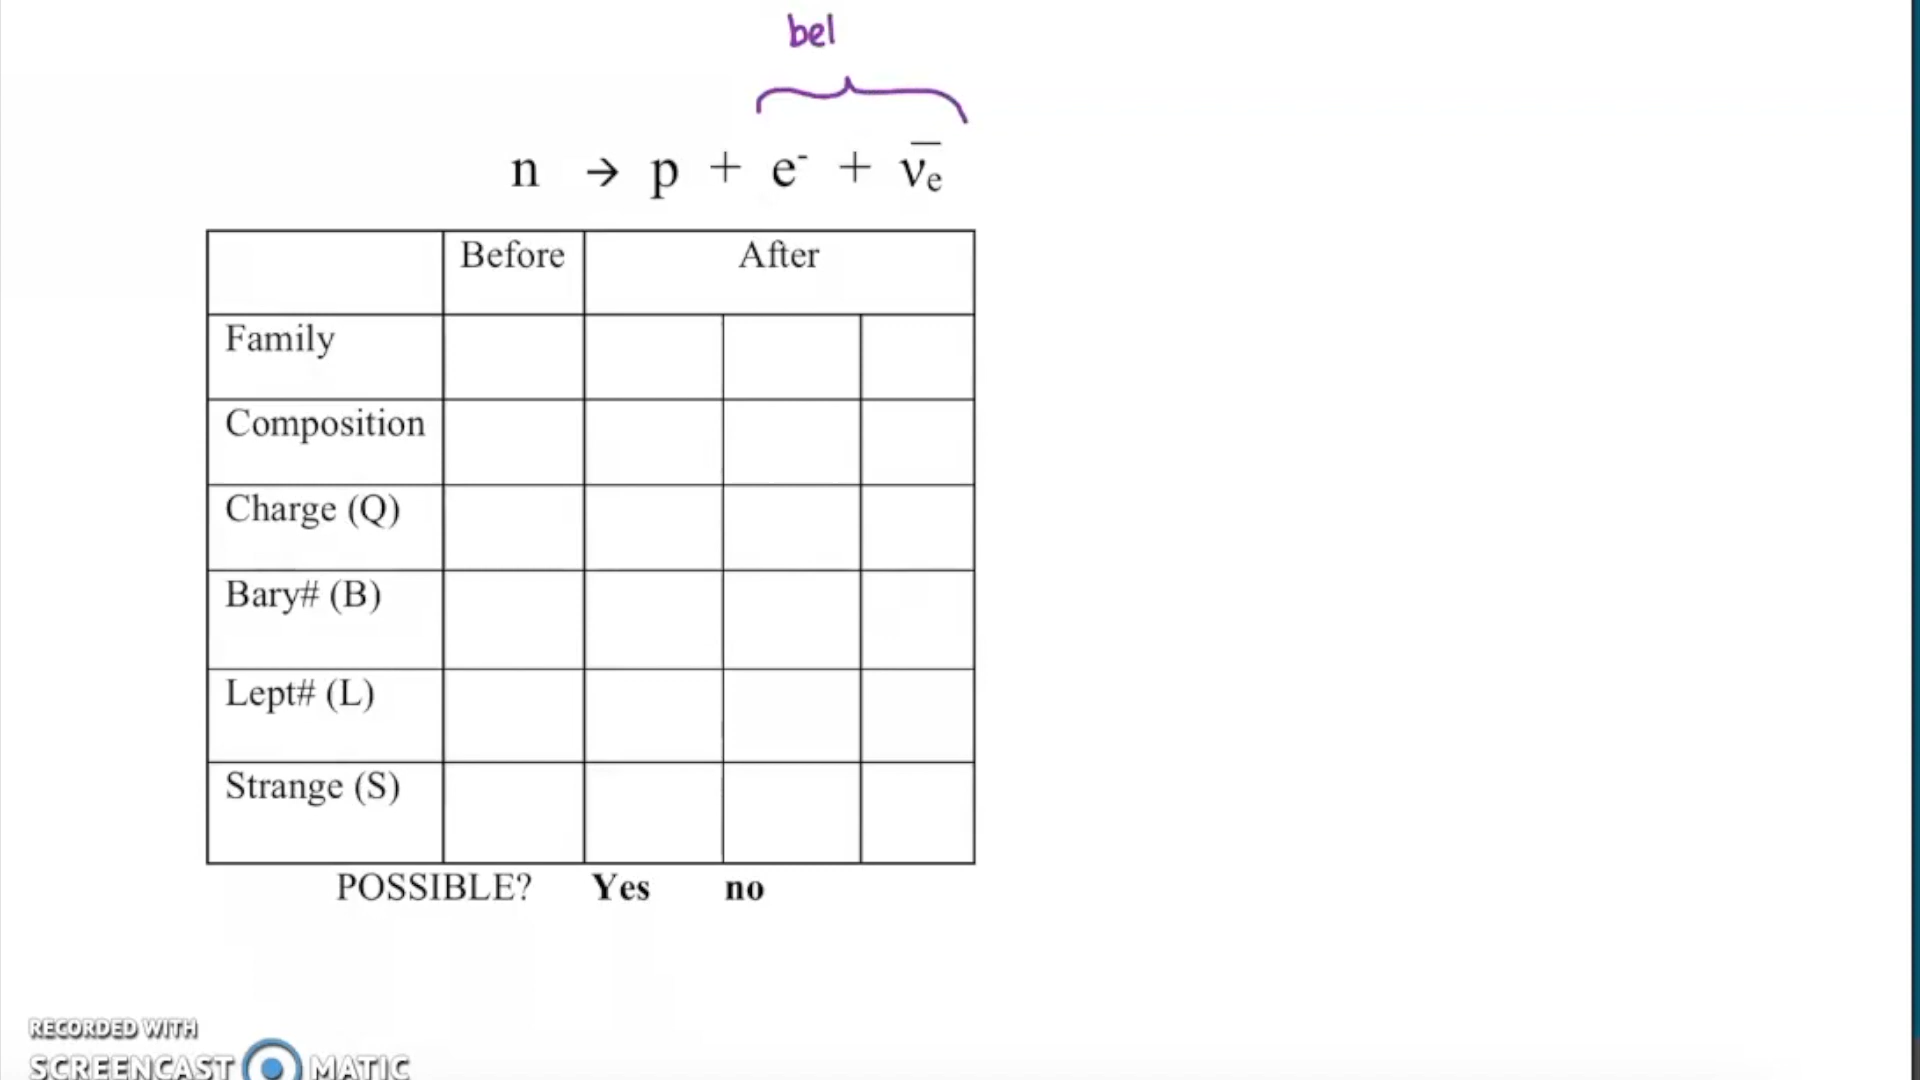 bel
n → p + e⁻ + ν̅ₑ
Before After
Family
Composition
Charge (Q)
Bary# (B)
Lept# (L)
Strange (S)
POSSIBLE? Yes no
RECORDED WITH
SCREENCAST MATIC